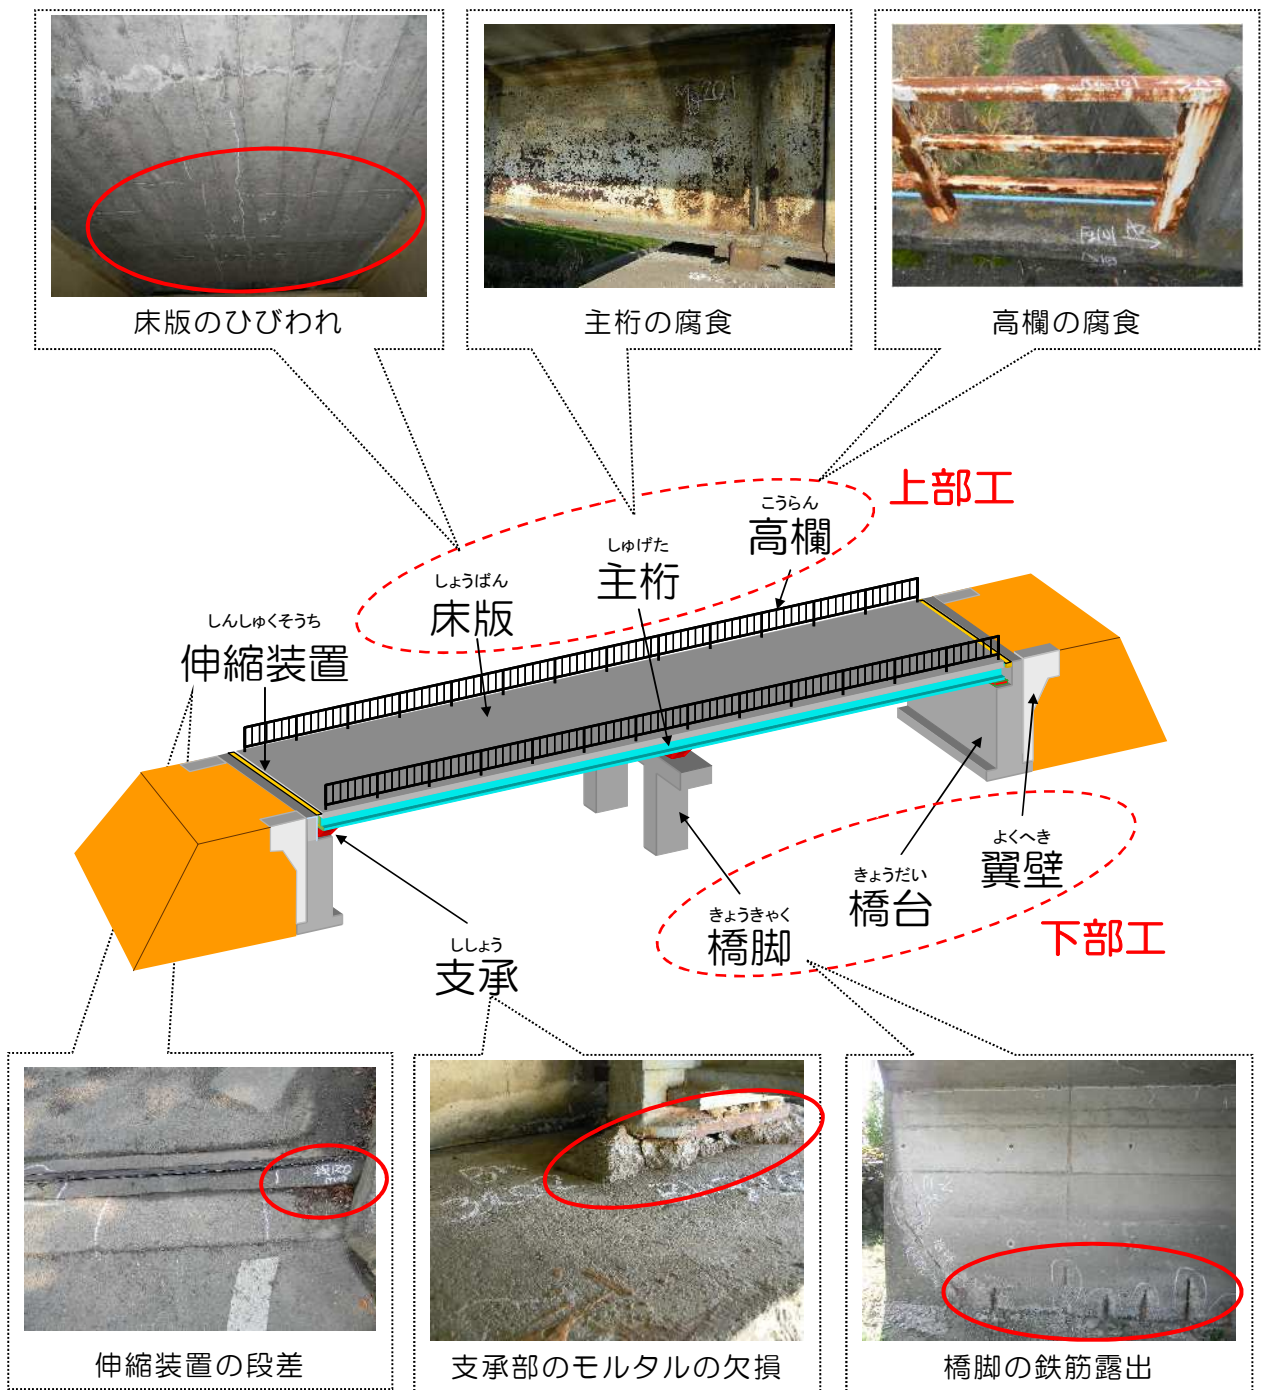 床版のひびわれ
主桁の腐食
高欄の腐食
上部工
こうらん
高欄
しゅげた
主桁
しょうばん
床版
しんしゅくそうち
伸縮装置
よくへき
翼壁
きょうだい
橋台
きょうきゃく
橋脚
下部工
ししょう
支承
伸縮装置の段差
支承部のモルタルの欠損
橋脚の鉄筋露出